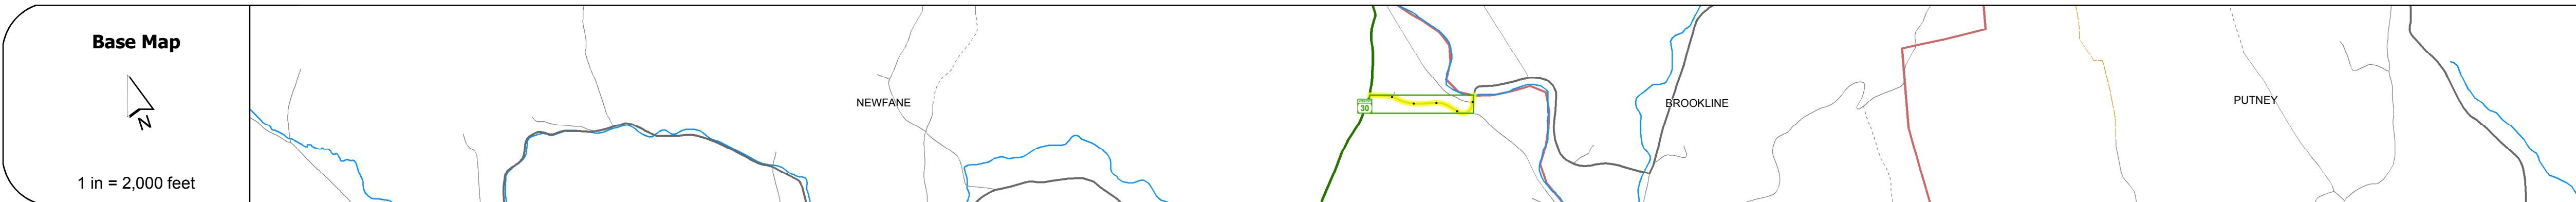 Base Map
N
1 in = 2,000 feet
NEWFANE
30
BROOKLINE
PUTNEY